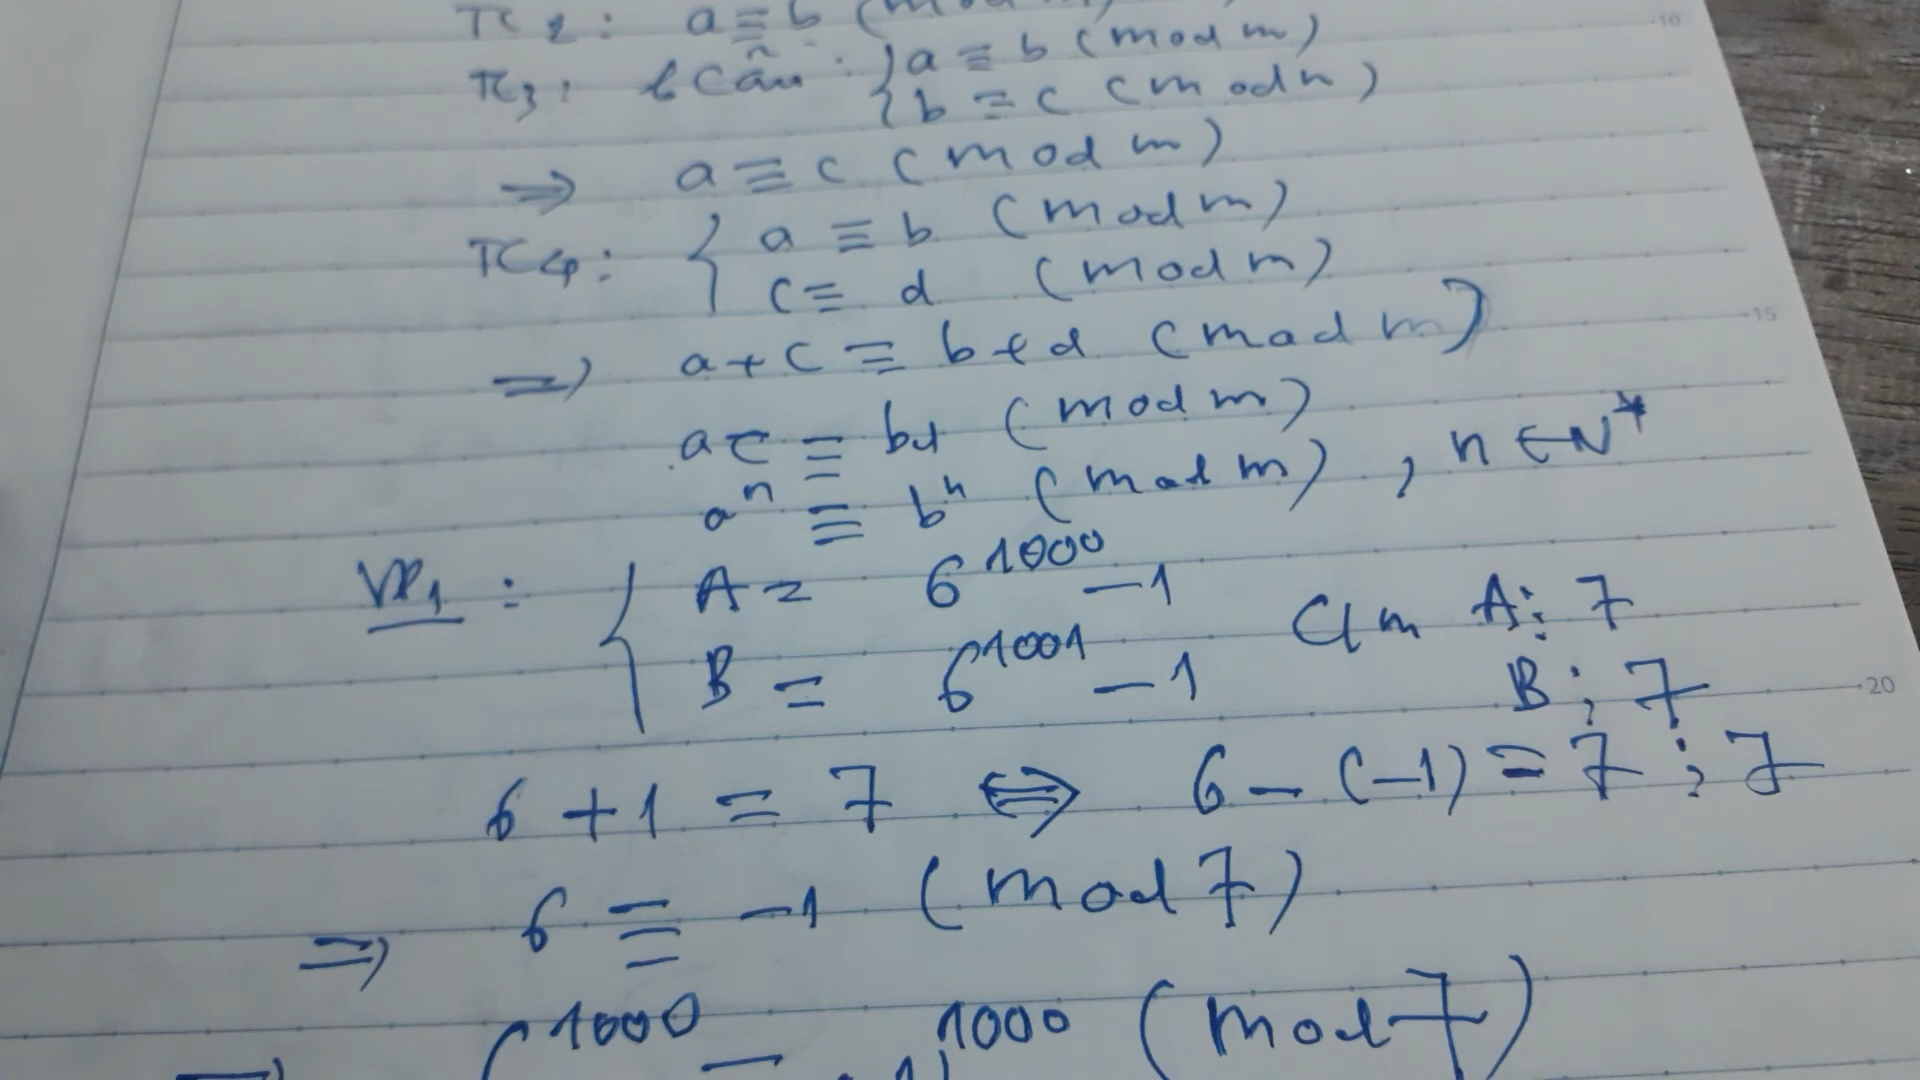 TC2: a ≡ b (mod
TC3: bCầu: { a ≡ b (mod m)
b ≡ c (mod n)
⇒ a ≡ c (mod m)
TC4: { a ≡ b (mod m)
c ≡ d (mod m)
⇒ a + c ≡ b + d (mod m)
ac ≡ bd (mod m)
aⁿ ≡ bⁿ (mod m), n ∈ N*
VD1: { A = 6^1000 - 1 C/m A ⋮ 7
B = 6^1001 - 1 B ⋮ 7
6 + 1 = 7 ⇔ 6 - (-1) = 7 ⋮ 7
⇒ 6 ≡ -1 (mod 7)
⇒ 6^1000 1000 (mod 7)